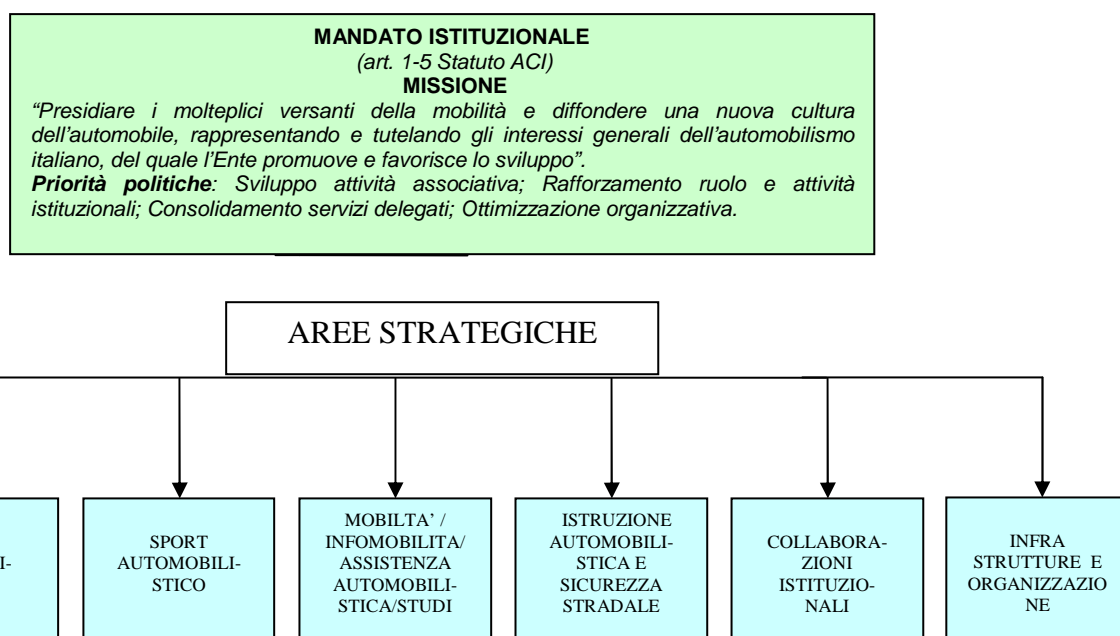 MANDATO ISTITUZIONALE
(art. 1-5 Statuto ACI)
MISSIONE
“Presidiare i molteplici versanti della mobilità e diffondere una nuova cultura
dell’automobile, rappresentando e tutelando gli interessi generali dell’automobilismo
italiano, del quale l’Ente promuove e favorisce lo sviluppo”.
Priorità politiche: Sviluppo attività associativa; Rafforzamento ruolo e attività
istituzionali; Consolidamento servizi delegati; Ottimizzazione organizzativa.
AREE STRATEGICHE
I-
SPORT
AUTOMOBILI-
STICO
MOBILTA’ /
INFOMOBILITA/
ASSISTENZA
AUTOMOBILI-
STICA/STUDI
ISTRUZIONE
AUTOMOBILI-
STICA E
SICUREZZA
STRADALE
COLLABORA-
ZIONI
ISTITUZIO-
NALI
INFRA
STRUTTURE E
ORGANIZZAZIO
NE